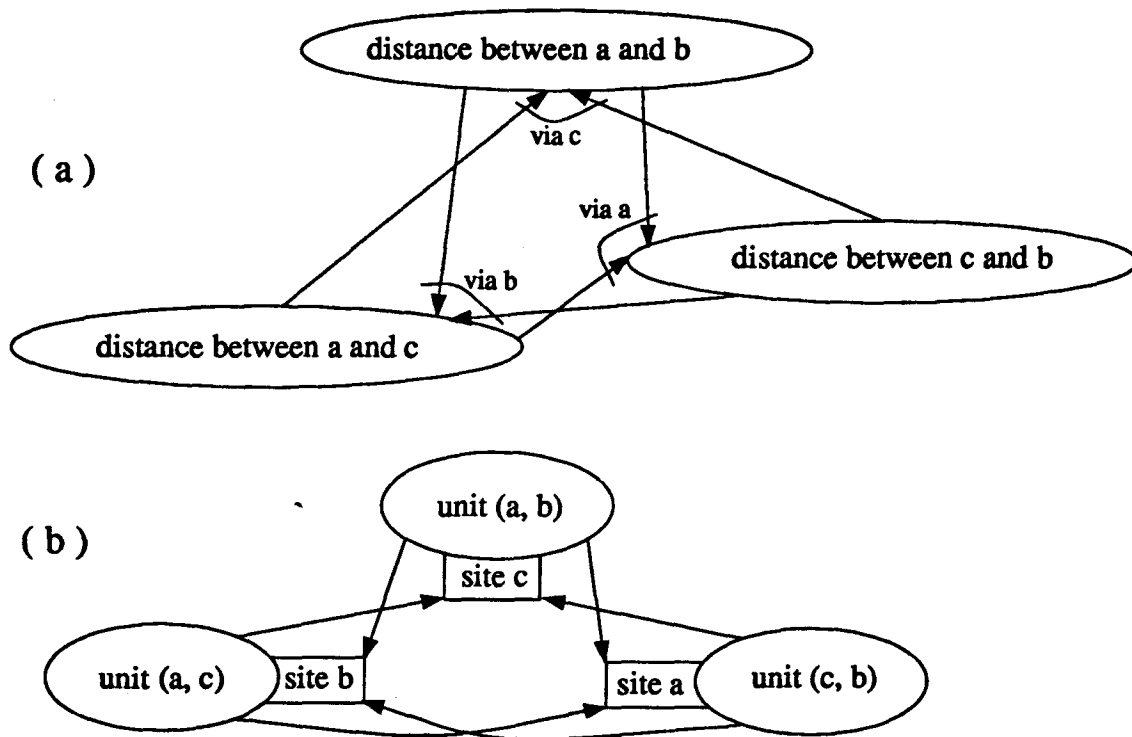 distance between a and b
via c
( a )
via a
distance between c and b
via b
distance between a and c
unit (a, b)
( b )
site c
unit (a, c)
site b
site a
unit (c, b)